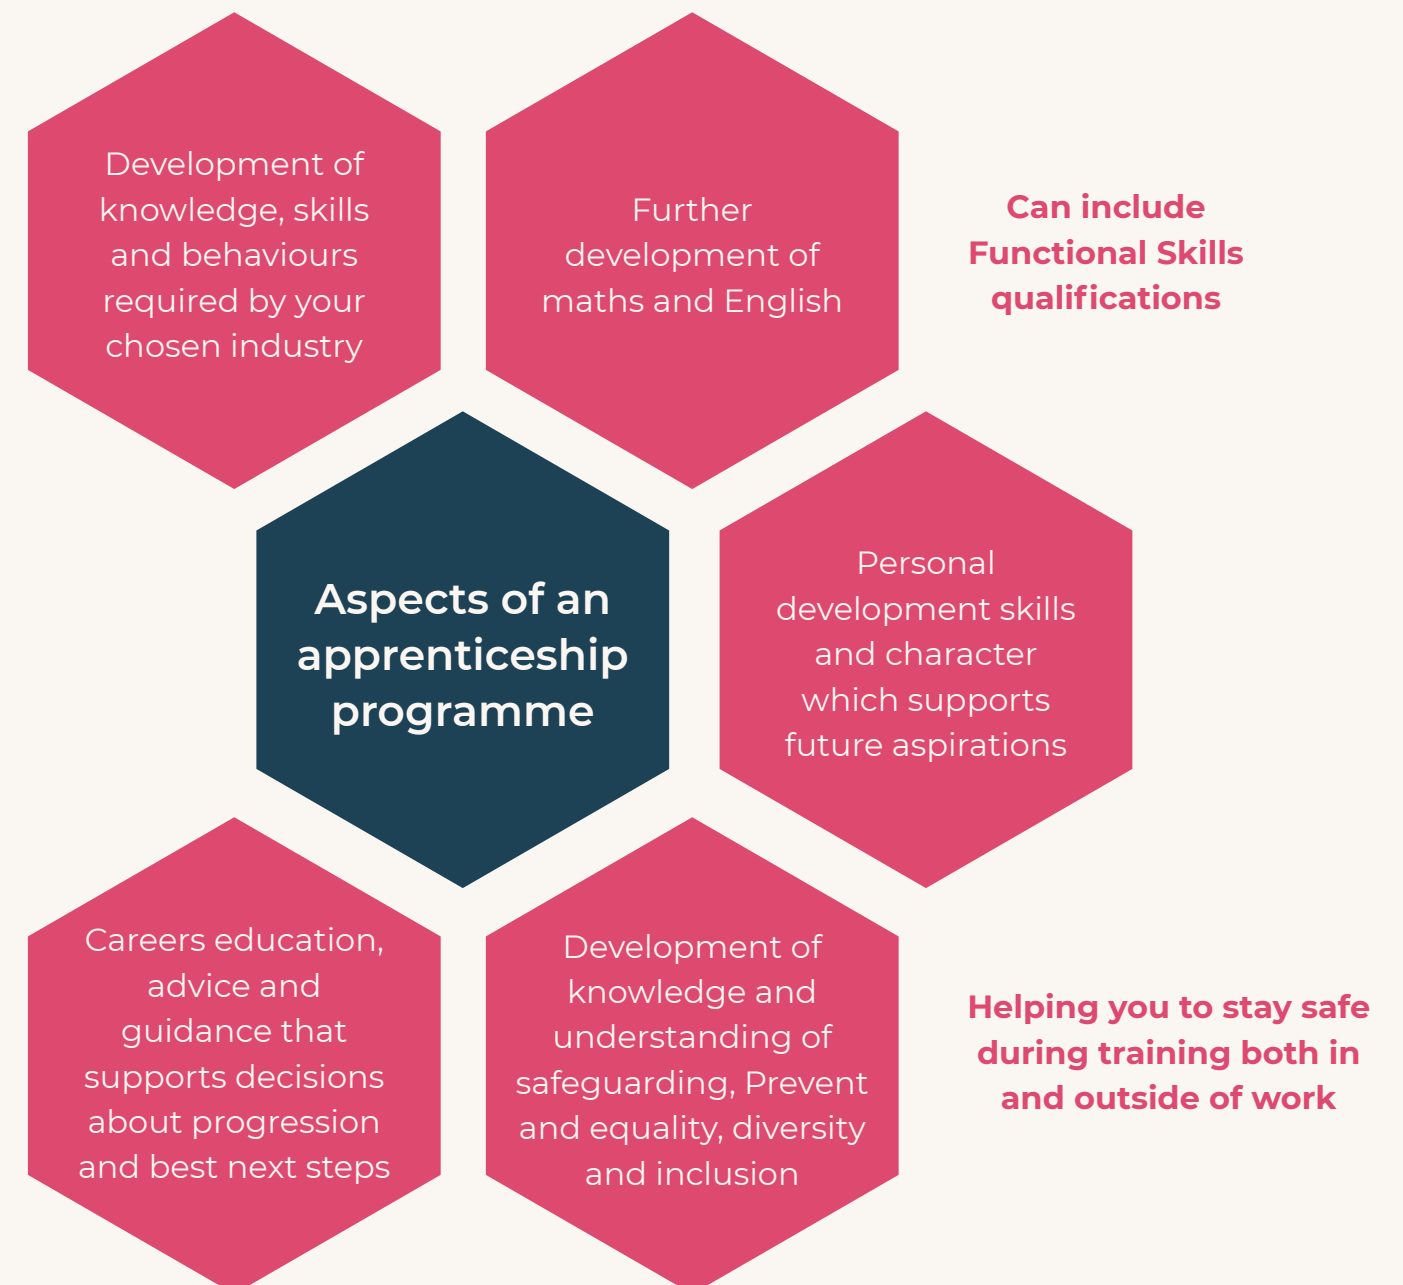 Development of
knowledge, skills
and behaviours
required by your
chosen industry
Further
development of
maths and English
Can include
Functional Skills
qualifications
Aspects of an
apprenticeship
programme
Personal
development skills
and character
which supports
future aspirations
Careers education,
advice and
guidance that
supports decisions
about progression
and best next steps
Development of
knowledge and
understanding of
safeguarding, Prevent
and equality, diversity
and inclusion
Helping you to stay safe
during training both in
and outside of work